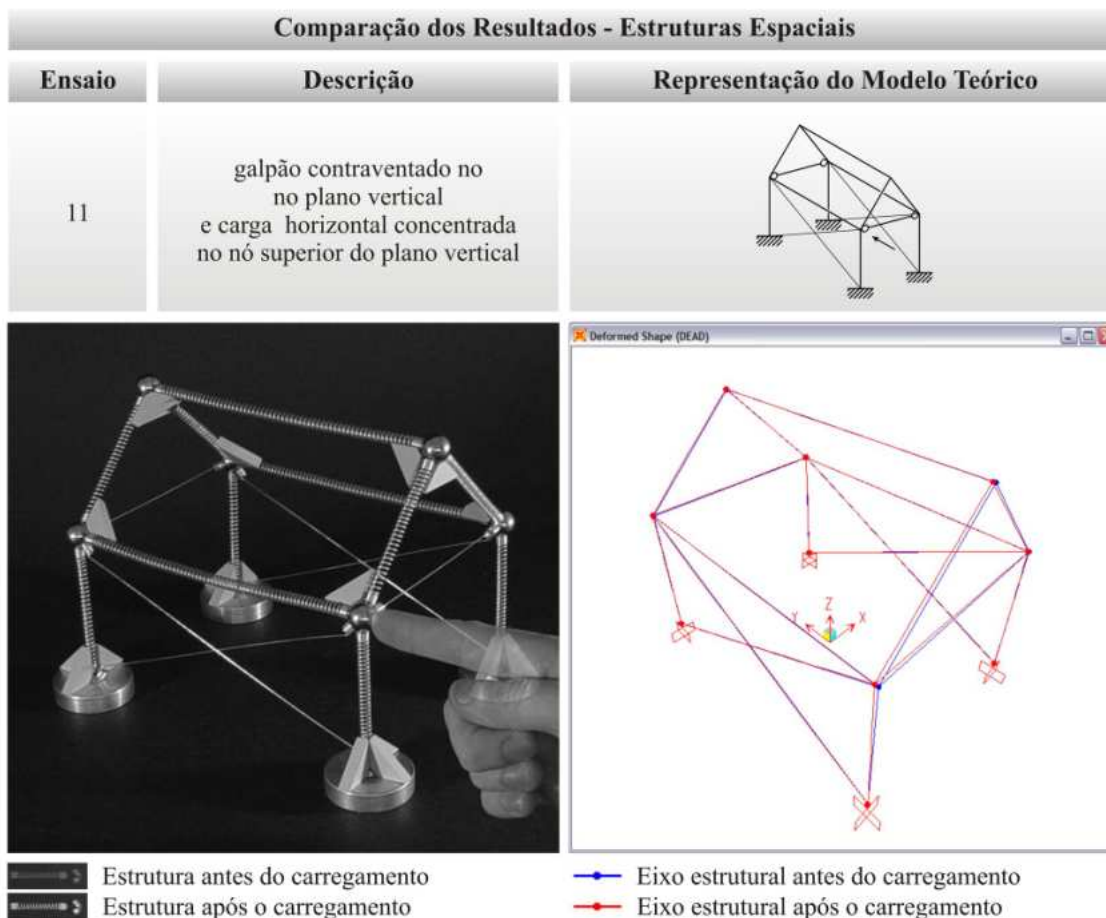 Comparação dos Resultados - Estruturas Espaciais
Ensaio
Descrição
Representação do Modelo Teórico
11
galpão contraventado no
no plano vertical
e carga horizontal concentrada
no nó superior do plano vertical
Deformed Shape (DEAD)
Y
Z
X
Estrutura antes do carregamento
Estrutura após o carregamento
Eixo estrutural antes do carregamento
Eixo estrutural após o carregamento